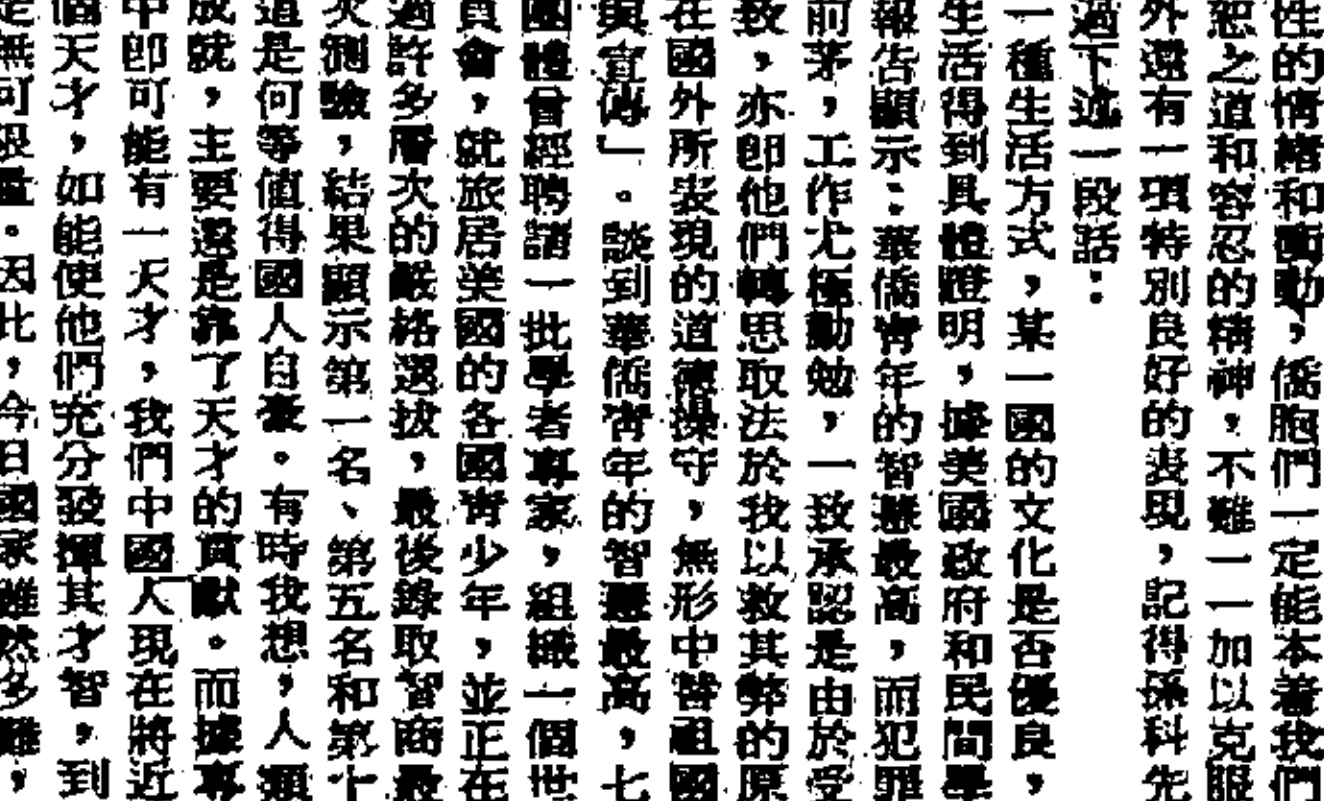 性的情緒和衝動，僑胞們一定能本着我們
恕之道和容忍的精神，不難一一加以克服
外還有一項特別良好的表現，記得孫科先
過下述一段話：
一種生活方式，某一國的文化是否優良，
生活得到具體證明，據美國政府和民間學
報告顯示：華僑青年的智慧最高，而犯罪
前茅，工作尤極勤勉，一致承認是由於受
致，亦即他們轉思取法於我以救其弊的原
在國外所表現的道德操守，無形中替祖國
與宣傳」。談到華僑青年的智慧最高，七
團體曾經聘請一批學者專家，組織一個世
員會，就旅居美國的各國青少年，並正在
過許多層次的嚴格選拔，最後錄取智商最
次測驗，結果顯示第一名、第五名和第十
道是何等值得國人自豪。有時我想，人類
成就，主要還是靠了天才的貢獻。而據專
中即可能有一天才，我們中國人現在將近
個天才，如能使他們充分發揮其才智，到
是無可限量。因此，今日國家雖然多難，